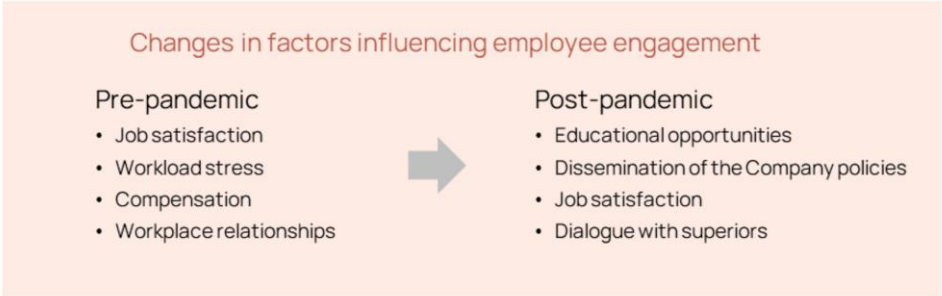 Changes in factors influencing employee engagement
Pre-pandemic
• Job satisfaction
• Workload stress
• Compensation
• Workplace relationships
Post-pandemic
• Educational opportunities
• Dissemination of the Company policies
• Job satisfaction
• Dialogue with superiors